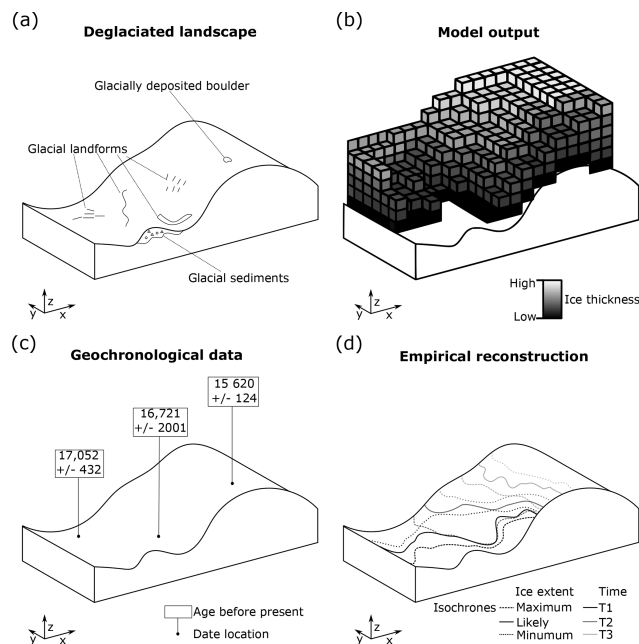 (a)
Deglaciated landscape
Glacially deposited boulder
Glacial landforms
Glacial sediments
z
y
x
(b)
Model output
High
Ice thickness
Low
z
y
x
(c)
Geochronological data
15 620
+/- 124
16,721
+/- 2001
17,052
+/- 432
Age before present
Date location
z
y
x
(d)
Empirical reconstruction
Ice extent Time
Isochrones Maximum T1
Likely T2
Minumum T3
z
y
x